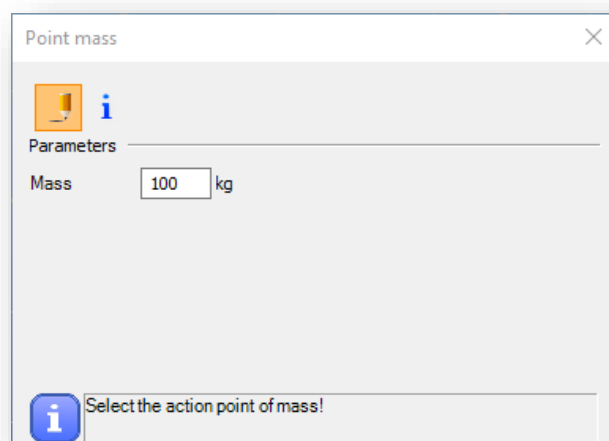 Point mass
i
Parameters
Mass 100 kg
i Select the action point of mass!